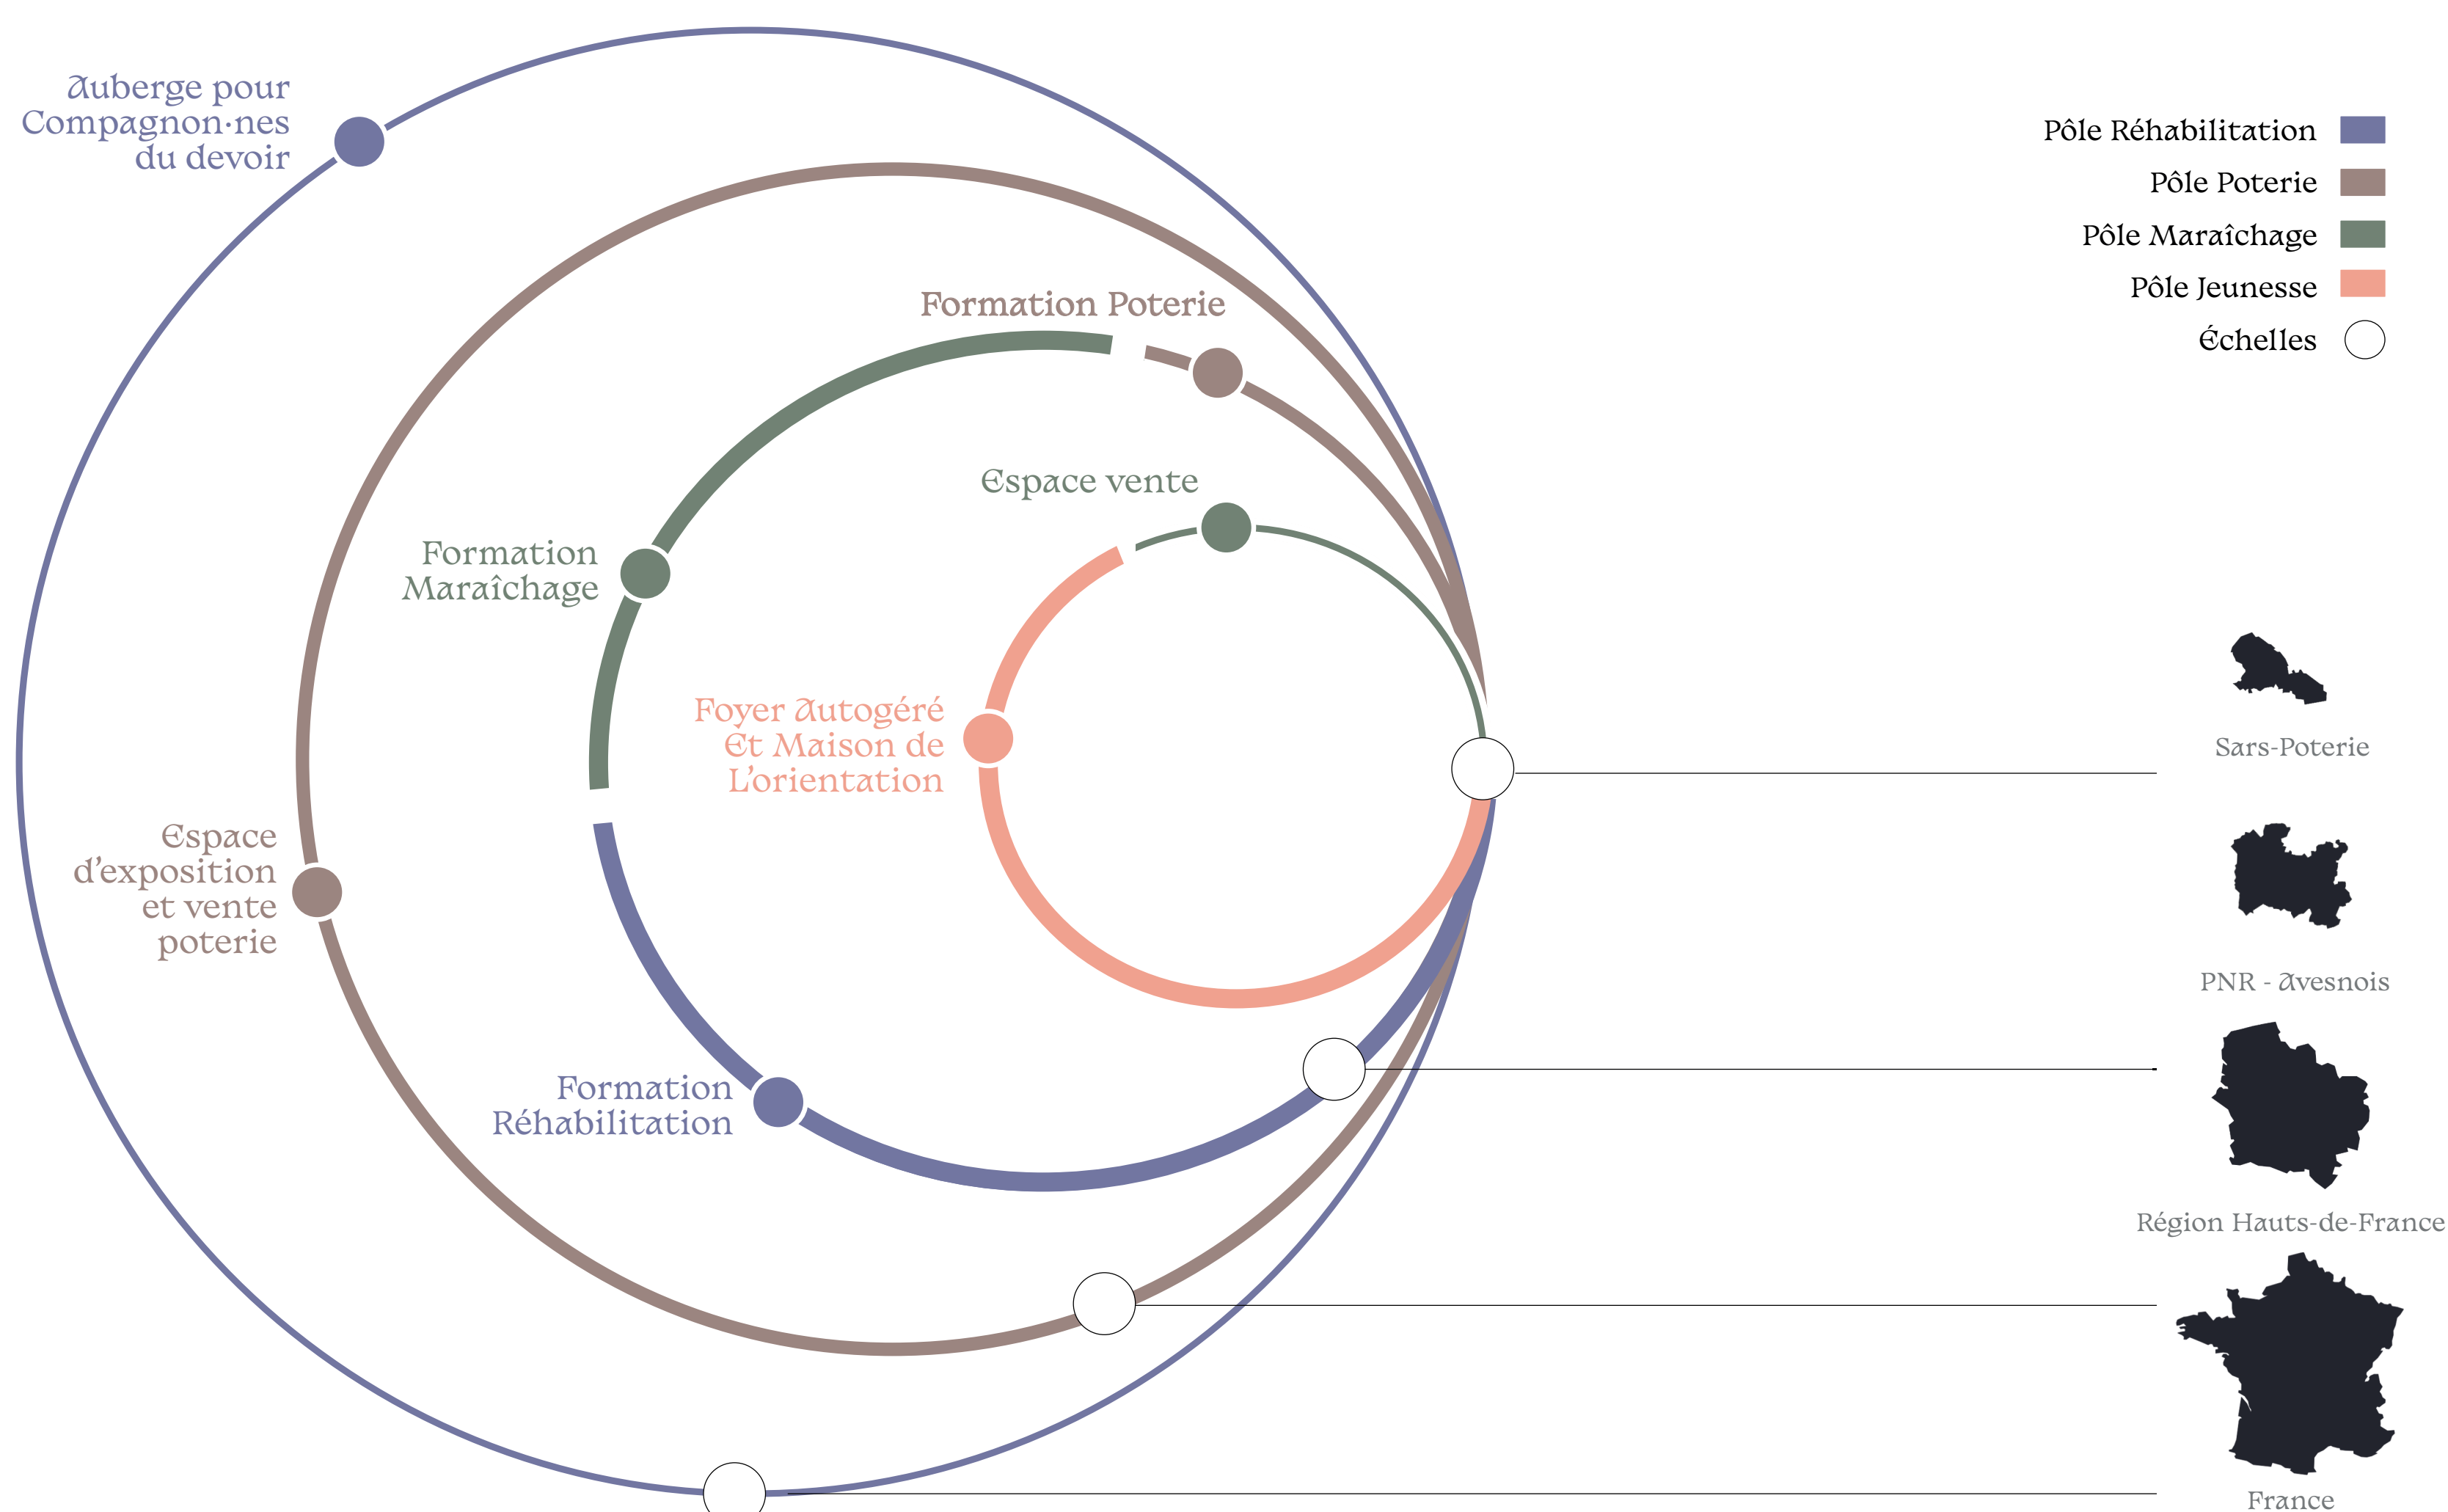 Auberge pour
Compagnon·nes
du devoir
Pôle Réhabilitation
Pôle Poterie
Pôle Maraîchage
Pôle Jeunesse
Échelles
Formation Poterie
Espace vente
Formation
Maraîchage
Foyer Autogéré
Et Maison de
L'orientation
Sars-Poterie
Espace
d'exposition
et vente
poterie
PNR - Avesnois
Formation
Réhabilitation
Région Hauts-de-France
France